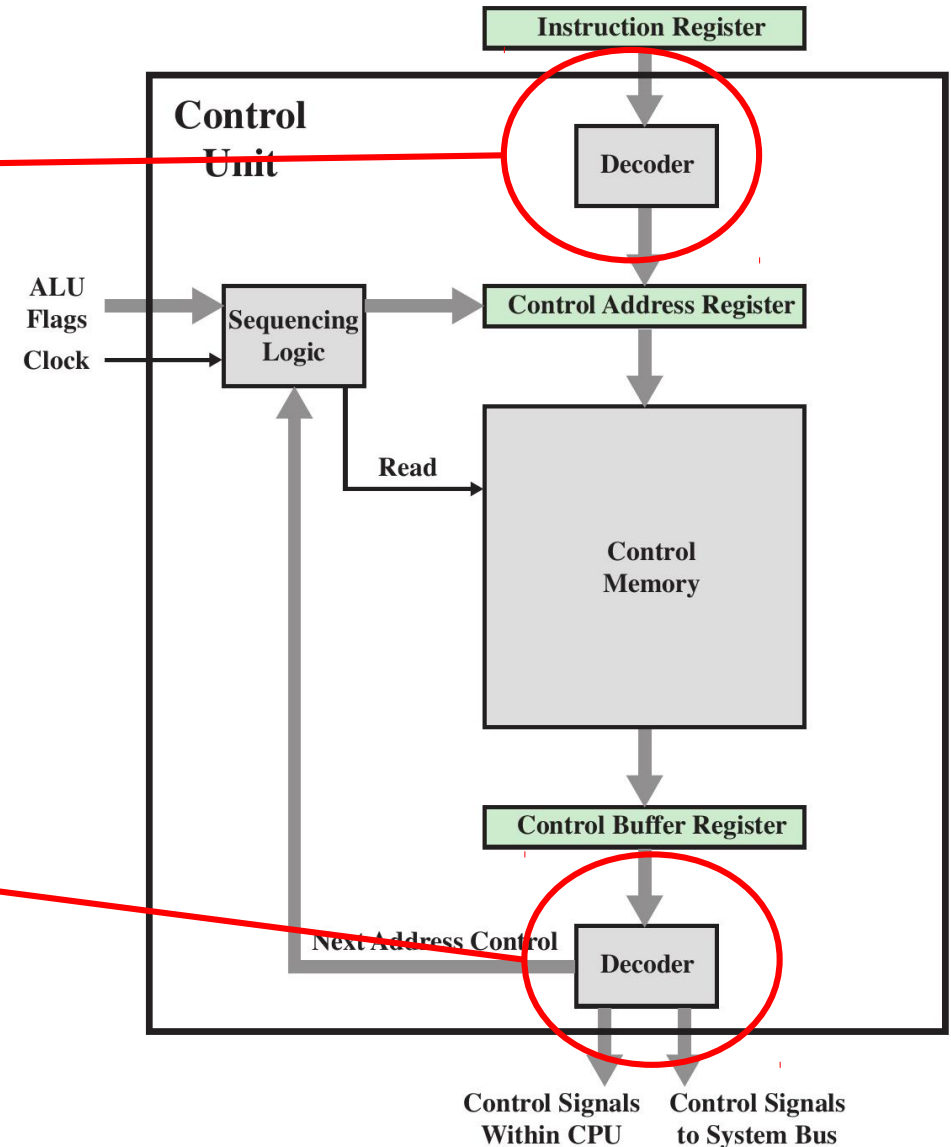 Instruction Register
Control
Unit
Decoder
ALU
Flags
Clock
Sequencing
Logic
Control Address Register
Read
Control
Memory
Control Buffer Register
Next Address Control
Decoder
Control Signals
Within CPU
Control Signals
to System Bus